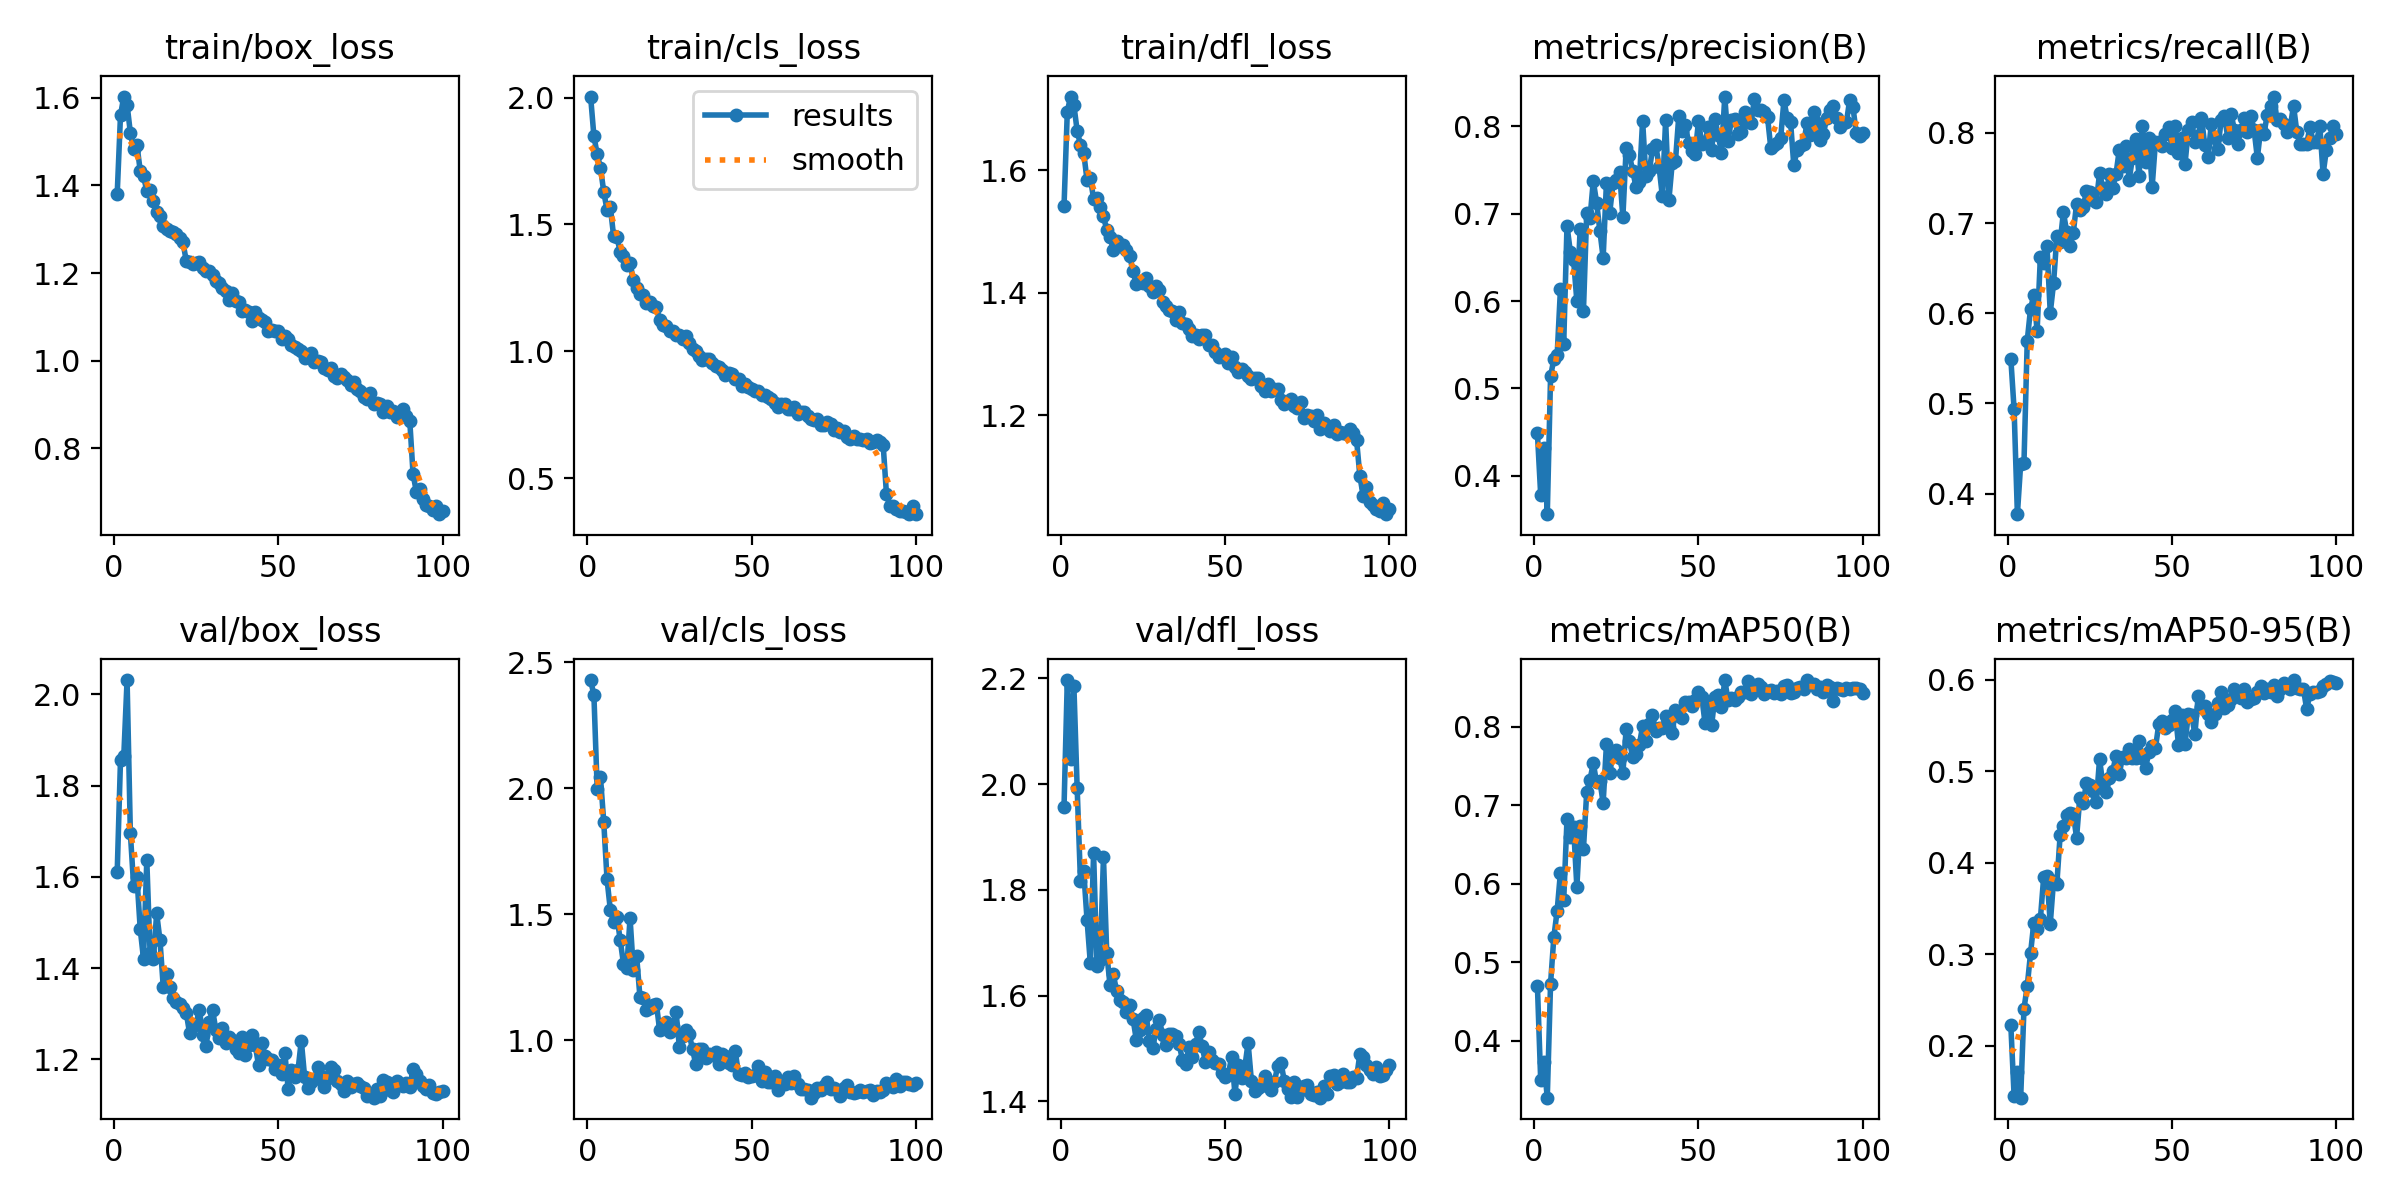 train/box_loss
1.6
1.4
1.2
1.0
0.8
0 50 100
train/cls_loss
2.0
1.5
1.0
0.5
results
smooth
0 50 100
train/dfl_loss
1.6
1.4
1.2
0 50 100
metrics/precision(B)
0.8
0.7
0.6
0.5
0.4
0 50 100
metrics/recall(B)
0.8
0.7
0.6
0.5
0.4
0 50 100
val/box_loss
2.0
1.8
1.6
1.4
1.2
0 50 100
val/cls_loss
2.5
2.0
1.5
1.0
0 50 100
val/dfl_loss
2.2
2.0
1.8
1.6
1.4
0 50 100
metrics/mAP50(B)
0.8
0.7
0.6
0.5
0.4
0 50 100
metrics/mAP50-95(B)
0.6
0.5
0.4
0.3
0.2
0 50 100